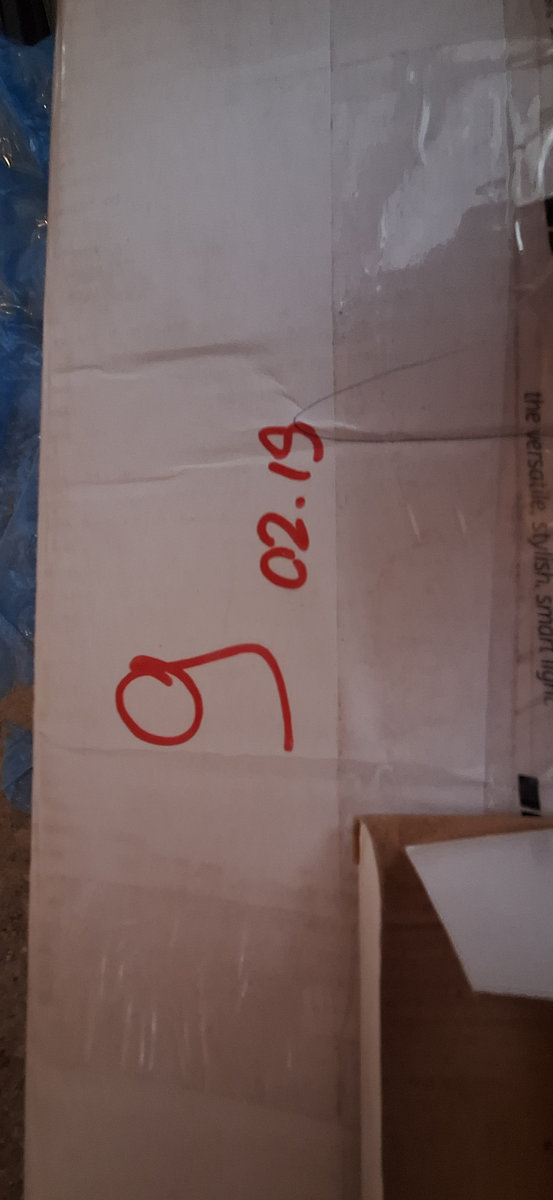 9
02.19
the versatile, stylish, smart light